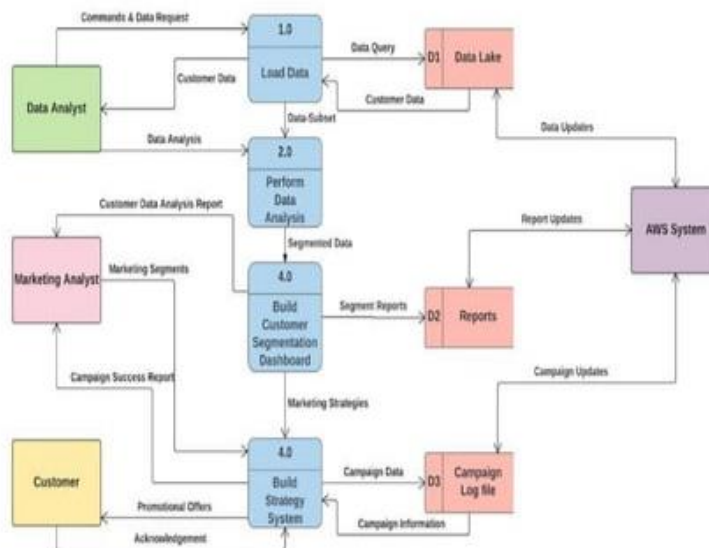 Commands & Data Request
1.0
Load Data
Data Query
D1
Data Lake
Customer Data
Customer Data
Data Analyst
Data-Subset
Data Updates
Data Analysis
2.0
Perform
Data
Analysis
Customer Data Analysis Report
Report Updates
AWS System
Segmented Data
Marketing Analyst
Marketing Segments
4.0
Build
Customer
Segmentation
Dashboard
Segment Reports
D2
Reports
Campaign Success Report
Campaign Updates
Marketing Strategies
4.0
Build
Strategy
System
Customer
Campaign Data
D3
Campaign
Log file
Promotional Offers
Campaign Information
Acknowledgement